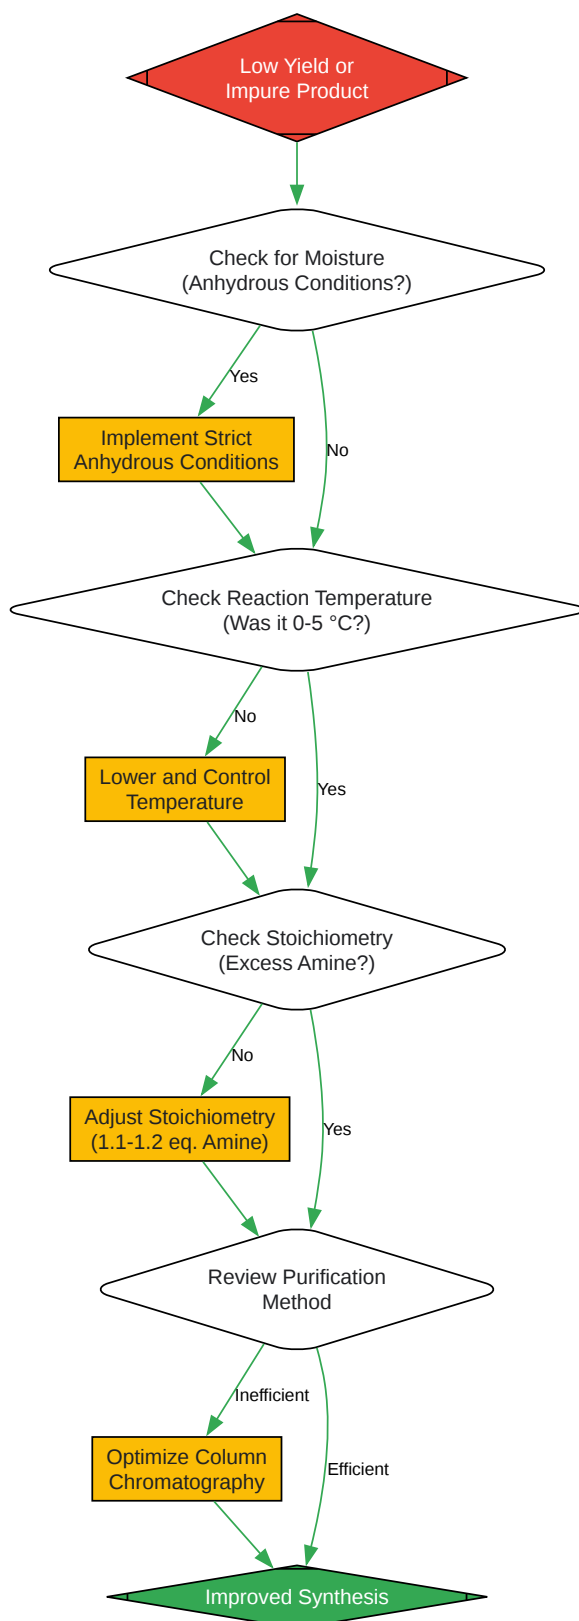 Low Yield or
Impure Product
Check for Moisture
(Anhydrous Conditions?)
Yes
Implement Strict
Anhydrous Conditions
No
Check Reaction Temperature
(Was it 0-5 °C?)
No
Lower and Control
Temperature
Yes
Check Stoichiometry
(Excess Amine?)
No
Adjust Stoichiometry
(1.1-1.2 eq. Amine)
Yes
Review Purification
Method
Inefficient
Optimize Column
Chromatography
Efficient
Improved Synthesis